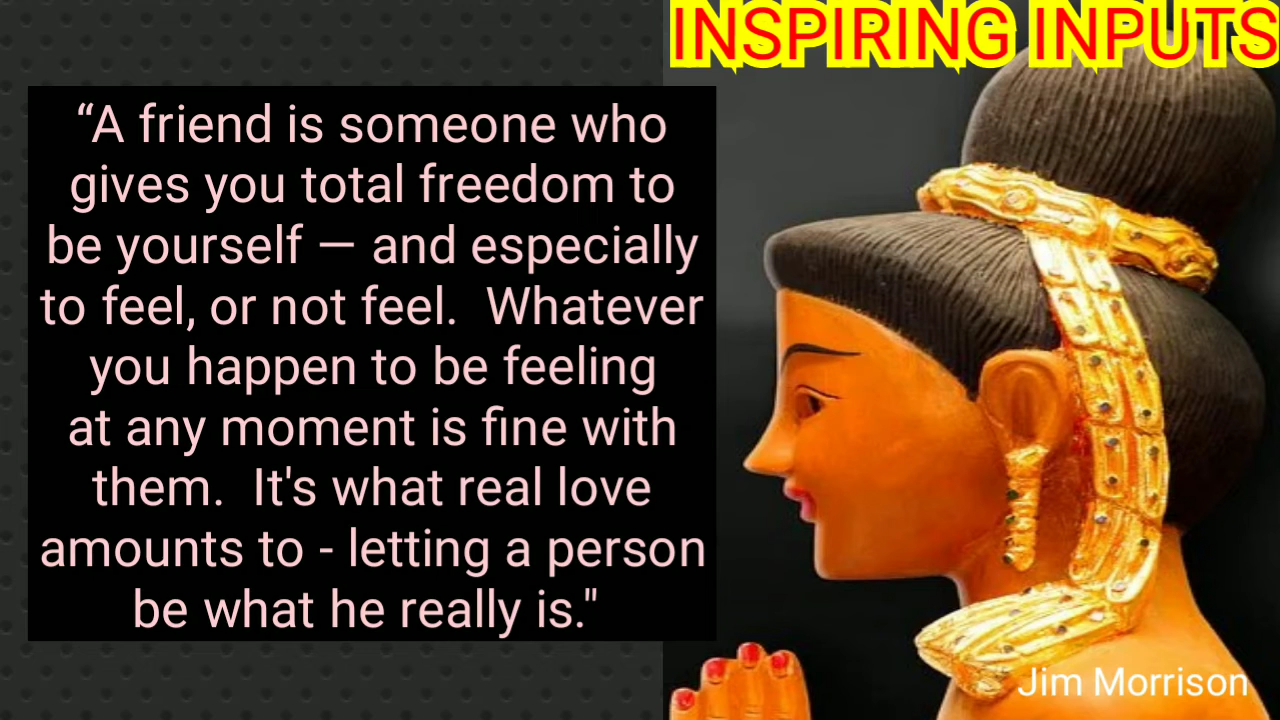 INSPIRING INPUTS
“A friend is someone who
gives you total freedom to
be yourself — and especially
to feel, or not feel.  Whatever
you happen to be feeling
at any moment is fine with
them.  It's what real love
amounts to - letting a person
be what he really is."
Jim Morrison